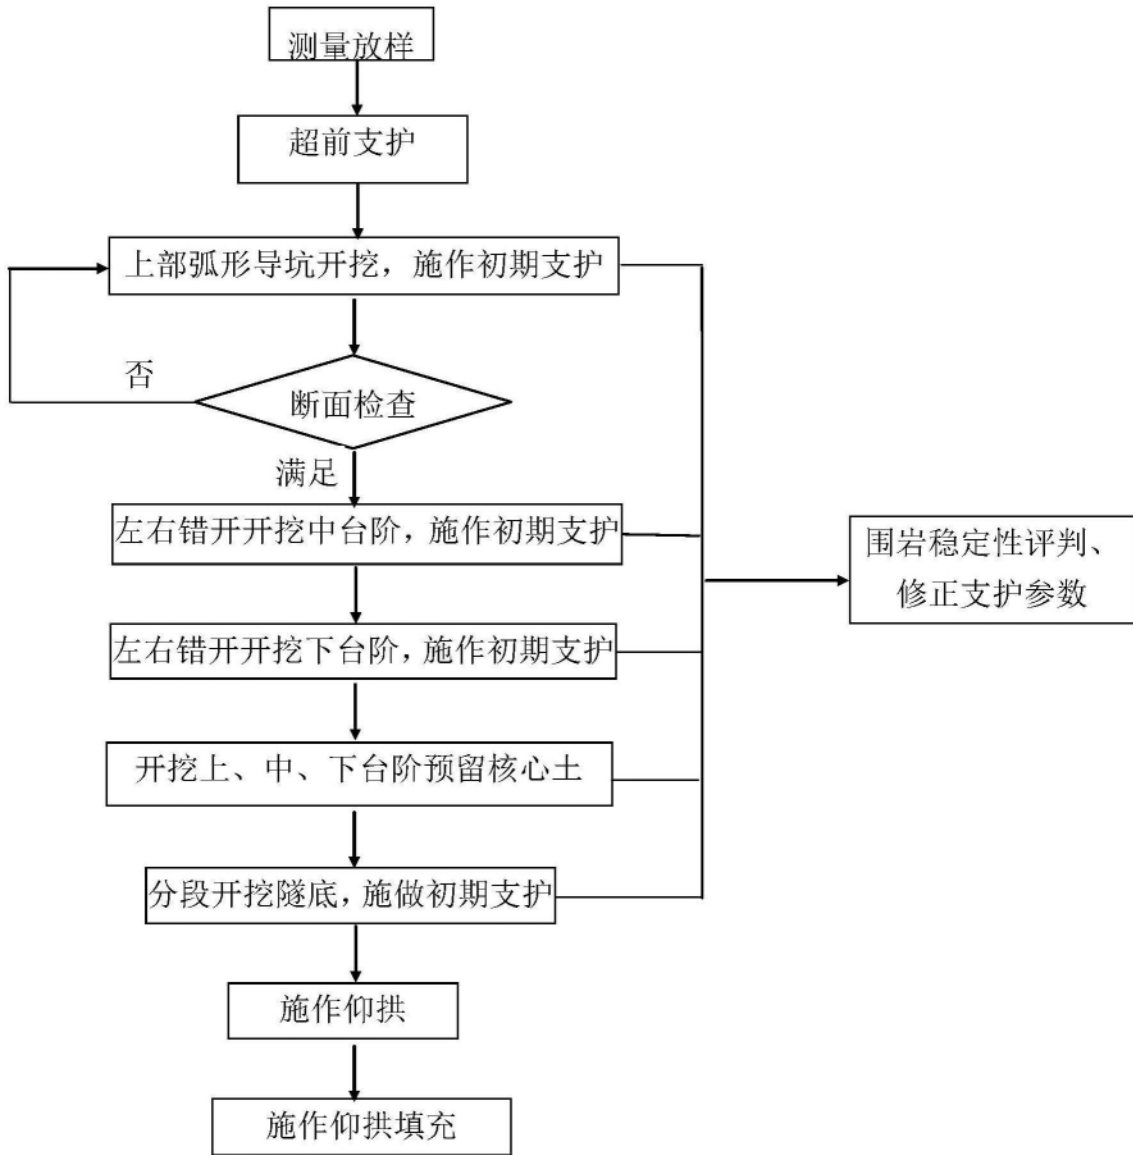 测量放样
超前支护
上部弧形导坑开挖，施作初期支护
否
断面检查
满足
左右错开开挖中台阶，施作初期支护
围岩稳定性评判、
修正支护参数
左右错开开挖下台阶，施作初期支护
开挖上、中、下台阶预留核心土
分段开挖隧底，施做初期支护
施作仰拱
施作仰拱填充